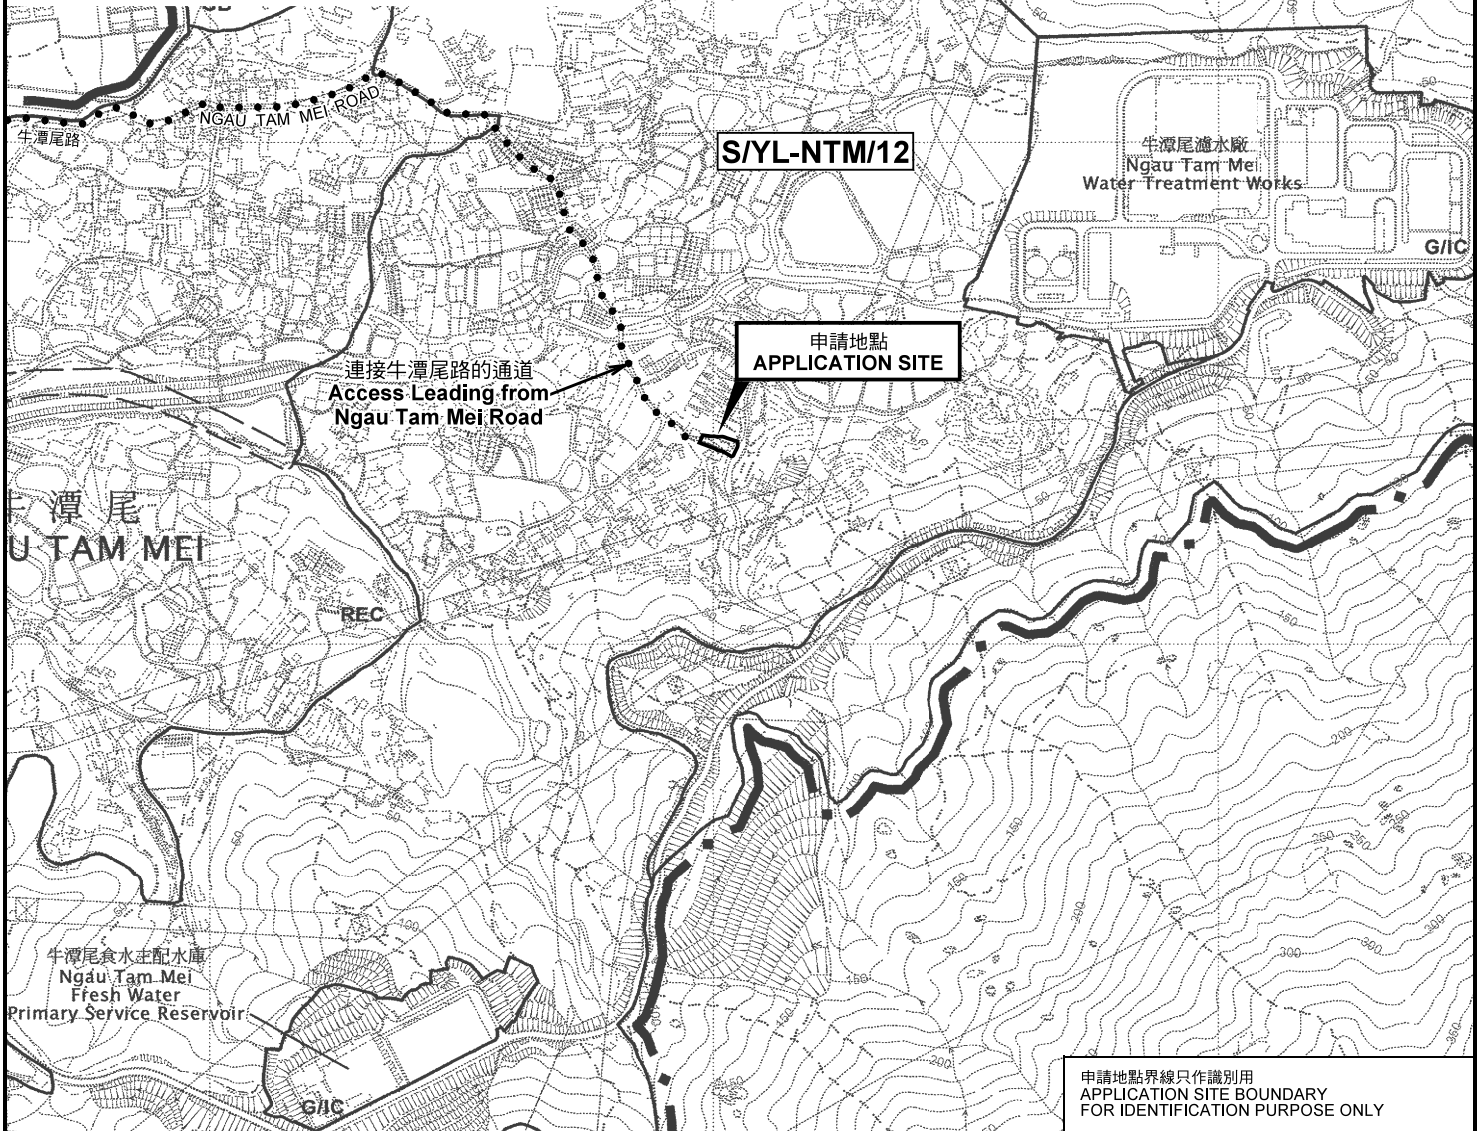 NGAU TAM MEI ROAD
牛潭尾路
S/YL-NTM/12
牛潭尾濾水廠
Ngau Tam Mei
Water Treatment Works
G/IC
申請地點
APPLICATION SITE
連接牛潭尾路的通道
Access Leading from
Ngau Tam Mei Road
潭尾
U TAM MEI
REC
牛潭尾食水主配水庫
Ngau Tam Mei
Fresh Water
Primary Service Reservoir
G/IC
申請地點界線只作識別用
APPLICATION SITE BOUNDARY
FOR IDENTIFICATION PURPOSE ONLY